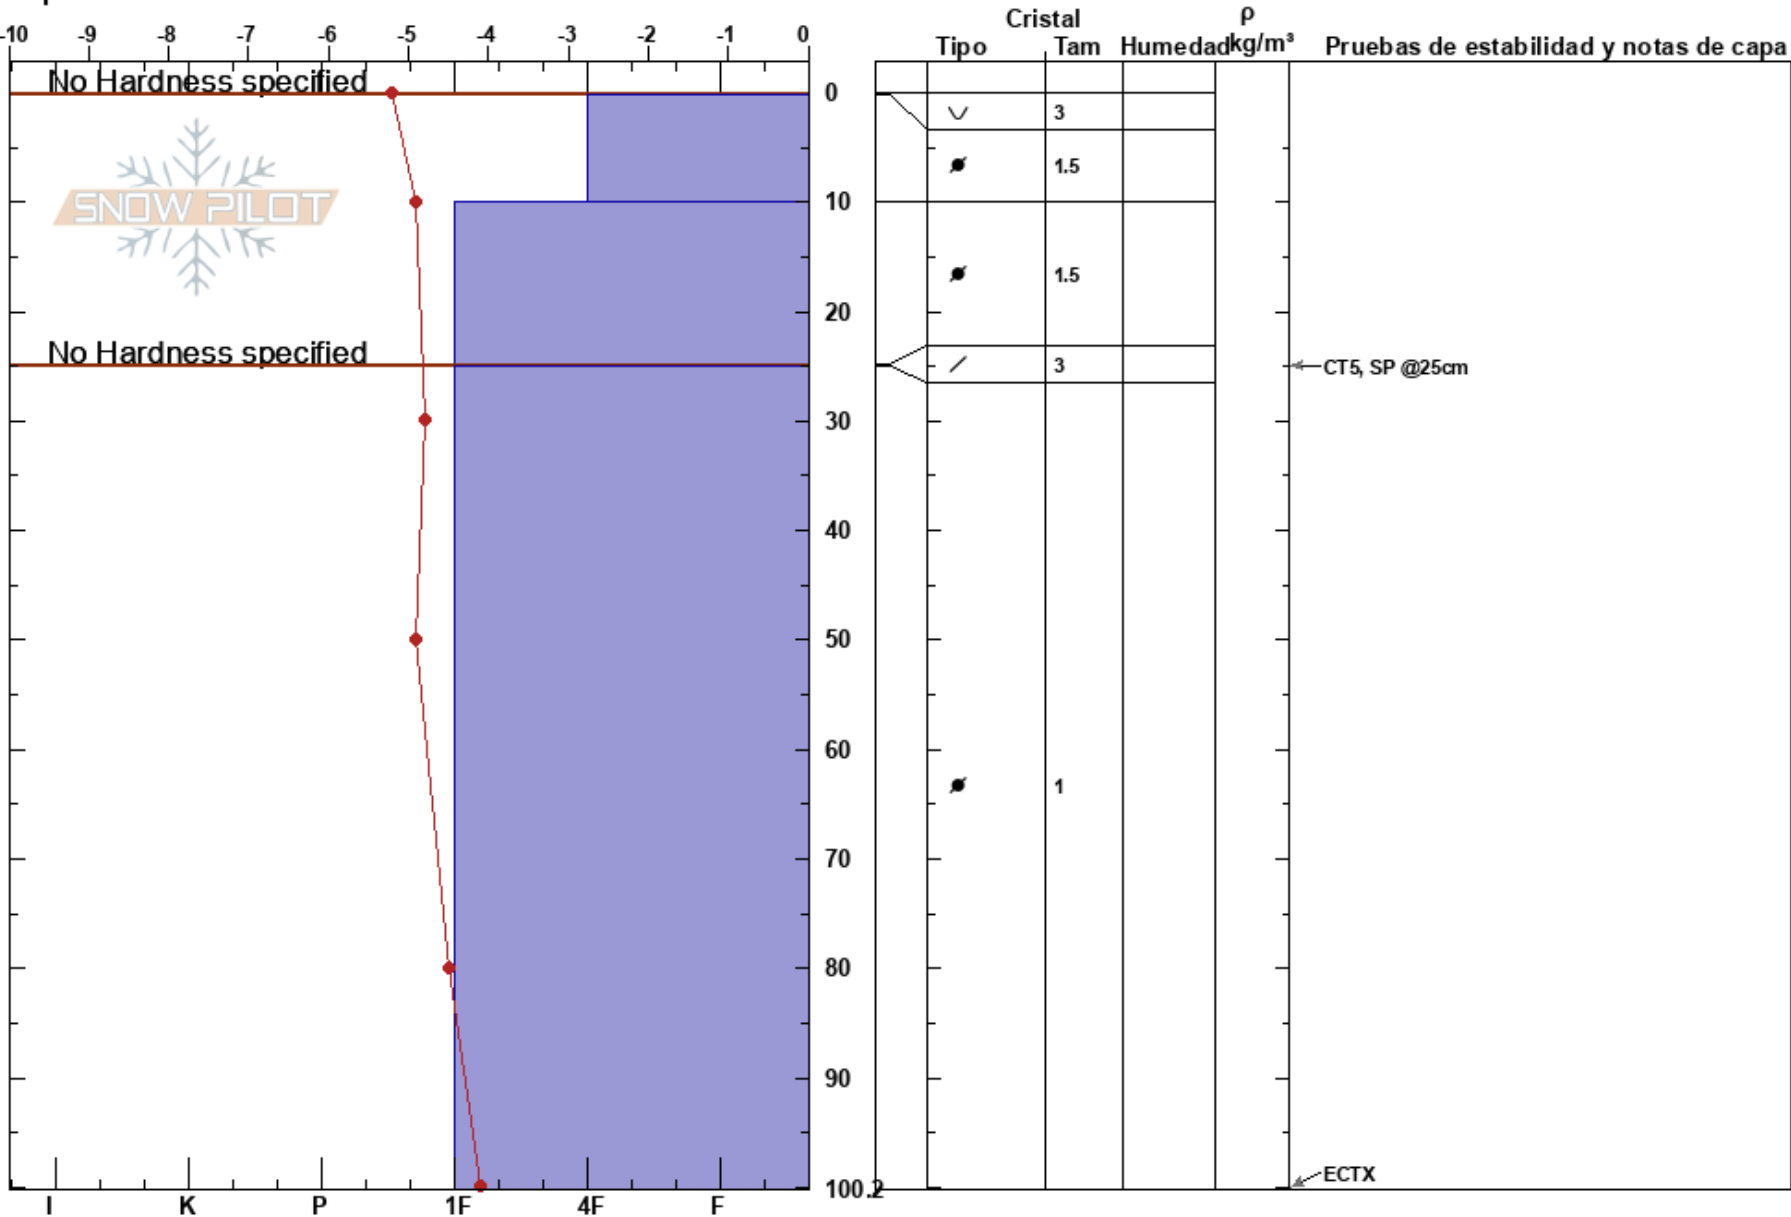 Cristal ρ
-10 -9 -8 -7 -6 -5 -4 -3 -2 -1 0 Tipo Tam Humedad kg/m³ Pruebas de estabilidad y notas de capa
No Hardness specified
0
3
SNOW PILOT
1.5
10
1.5
20
No Hardness specified
3
CT5, SP @25cm
30
40
50
60
1
70
80
90
ECTX
100.2
I K P 1F 4F F